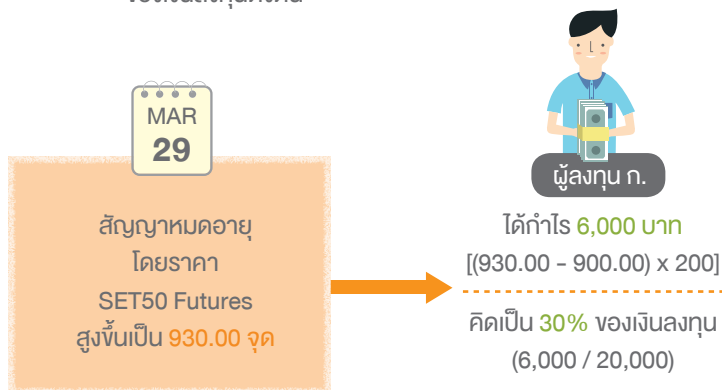 MAR
29
สัญญาหมดอายุ
โดยราคา
SET50 Futures
สูงขึ้นเป็น 930.00 จุด
ผู้ลงทุน ก.
ได้กำไร 6,000 บาท
[(930.00 - 900.00) x 200]
คิดเป็น 30% ของเงินลงทุน
(6,000 / 20,000)